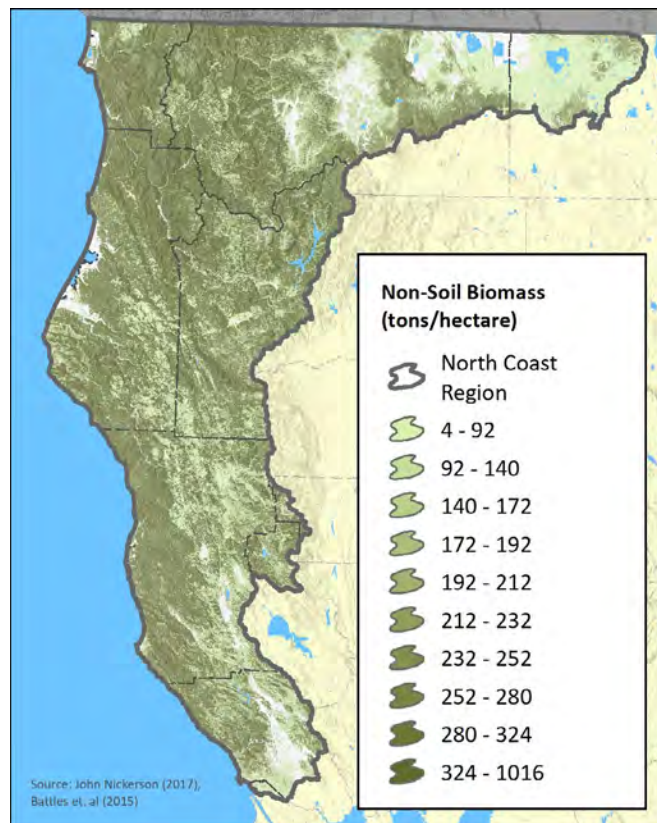 Non-Soil Biomass
(tons/hectare)
North Coast
Region
4 - 92
92 - 140
140 - 172
172 - 192
192 - 212
212 - 232
232 - 252
252 - 280
280 - 324
324 - 1016
Source: John Nickerson (2017),
Battles et. al (2015)